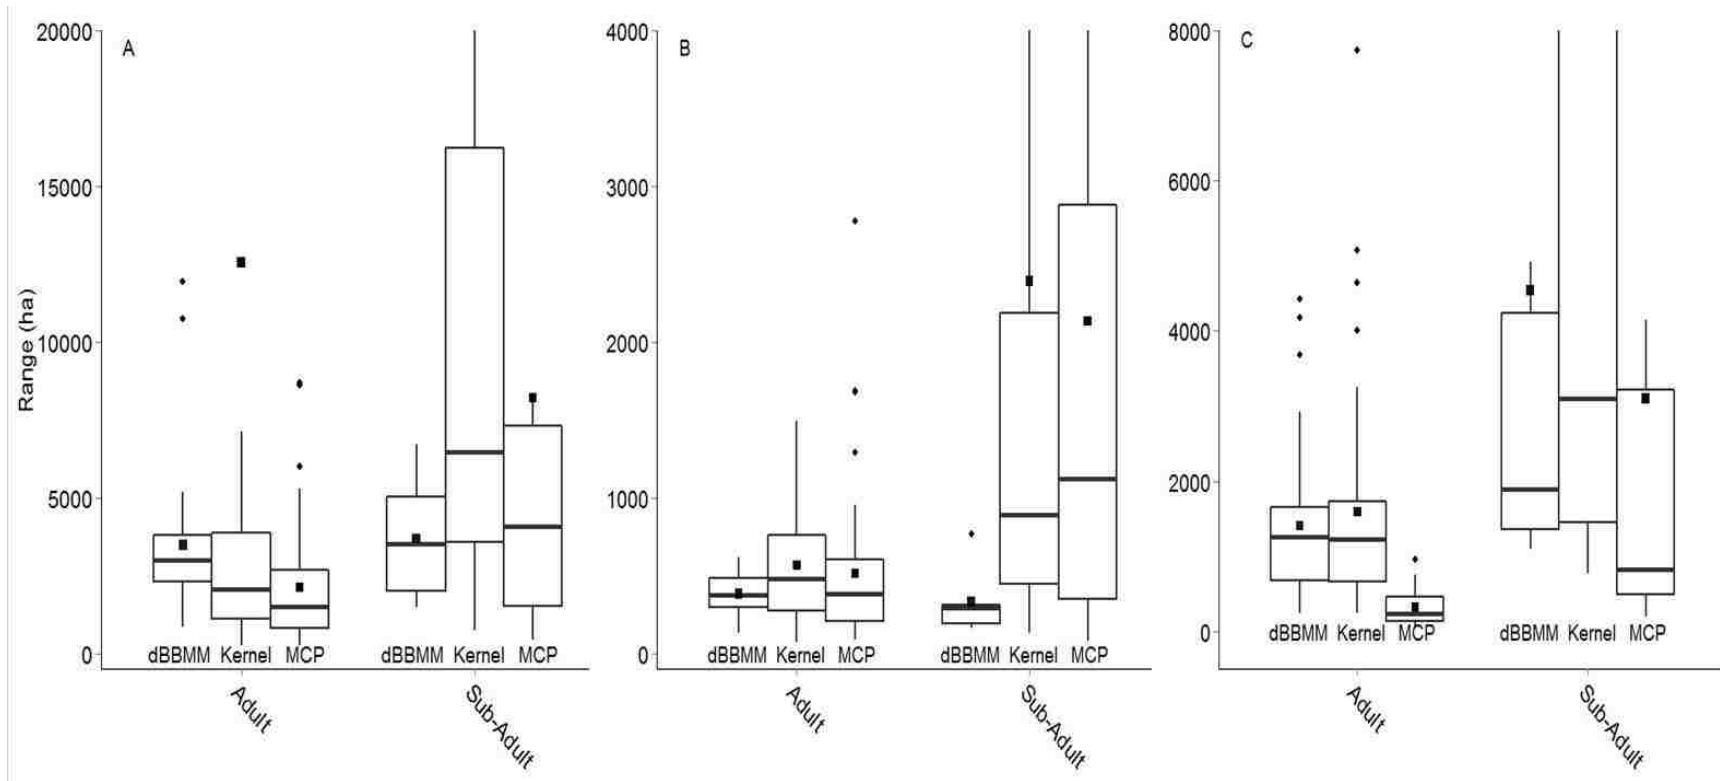 A
20000
15000
10000
5000
0
Range (ha)
dBBMM Kernel MCP
dBBMM Kernel MCP
Adult
Sub-Adult
B
4000
3000
2000
1000
0
dBBMM Kernel MCP
dBBMM Kernel MCP
Adult
Sub-Adult
C
8000
6000
4000
2000
0
dBBMM Kernel MCP
dBBMM Kernel MCP
Adult
Sub-Adult